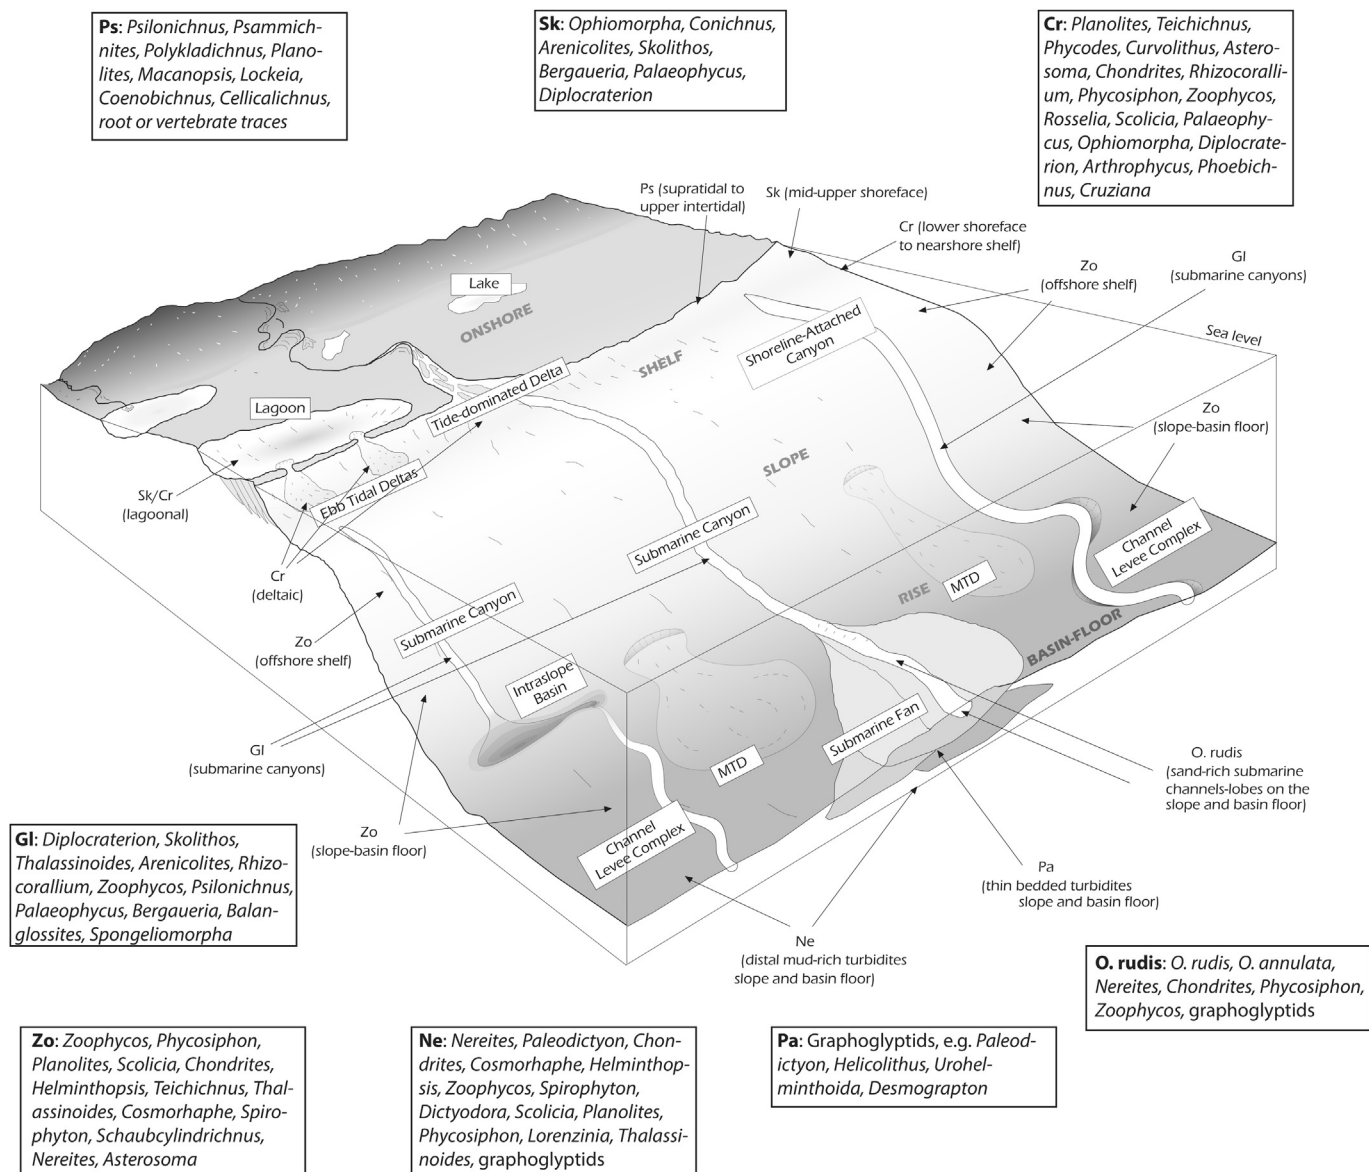 Ps: Psilonichnus, Psammich-
nites, Polykladichnus, Plano-
lites, Macanopsis, Lockeia,
Coenobichnus, Cellicalichnus,
root or vertebrate traces
Sk: Ophiomorpha, Conichnus,
Arenicolites, Skolithos,
Bergaueria, Palaeophycus,
Diplocraterion
Cr: Planolites, Teichichnus,
Phycodes, Curvolithus, Astero-
soma, Chondrites, Rhizocoralli-
um, Phycosiphon, Zoophycos,
Rosselia, Scolicia, Palaeophy-
cus, Ophiomorpha, Diplocrate-
rion, Arthrophycus, Phoebich-
nus, Cruziana
Ps (supratidal to
upper intertidal)
Sk (mid-upper shoreface)
Cr (lower shoreface
to nearshore shelf)
Zo
(offshore shelf)
Gl
(submarine canyons)
Lake
ONSHORE
Sea level
SHELF
Shoreline-Attached
Canyon
Tide-dominated Delta
Lagoon
Zo
(slope-basin floor)
SLOPE
Sk/Cr
(lagoonal)
Ebb Tidal Deltas
Submarine Canyon
Channel
Levee Complex
Cr
(deltaic)
MTD
RISE
Submarine Canyon
Zo
(offshore shelf)
BASIN-FLOOR
Intraslope
Basin
Submarine Fan
Gl
(submarine canyons)
MTD
O. rudis
(sand-rich submarine
channels-lobes on the
slope and basin floor)
Zo
(slope-basin floor)
Channel
Levee Complex
Pa
(thin bedded turbidites
slope and basin floor)
Ne
(distal mud-rich turbidites
slope and basin floor)
Gl: Diplocraterion, Skolithos,
Thalassinoides, Arenicolites, Rhizo-
corallium, Zoophycos, Psilonichnus,
Palaeophycus, Bergaueria, Balan-
glossites, Spongeliomorpha
O. rudis: O. rudis, O. annulata,
Nereites, Chondrites, Phycosiphon,
Zoophycos, graphoglyptids
Zo: Zoophycos, Phycosiphon,
Planolites, Scolicia, Chondrites,
Helminthopsis, Teichichnus, Thal-
assinoides, Cosmorhaphe, Spiro-
phyton, Schaubcylindrichnus,
Nereites, Asterosoma
Ne: Nereites, Paleodictyon, Chon-
drites, Cosmorhaphe, Helminthop-
sis, Zoophycos, Spirophyton,
Dictyodora, Scolicia, Planolites,
Phycosiphon, Lorenzinia, Thalassi-
noides, graphoglyptids
Pa: Graphoglyptids, e.g. Paleod-
ictyon, Helicolithus, Urohel-
minthoida, Desmograpton